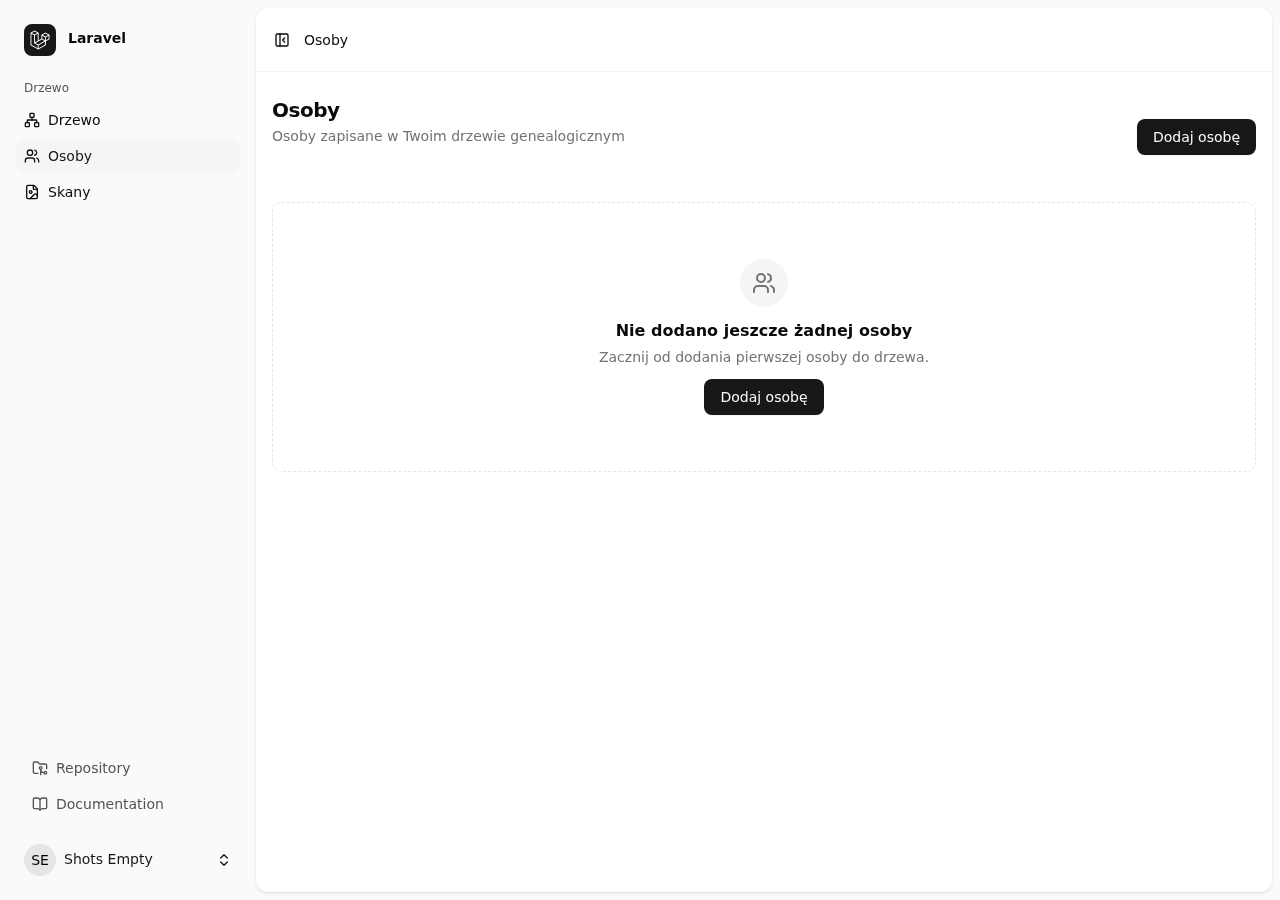 Laravel
Drzewo
Drzewo
Osoby
Skany
Repository
Documentation
SE
Shots Empty
Osoby
Osoby
Osoby zapisane w Twoim drzewie genealogicznym
Dodaj osobę
Nie dodano jeszcze żadnej osoby
Zacznij od dodania pierwszej osoby do drzewa.
Dodaj osobę